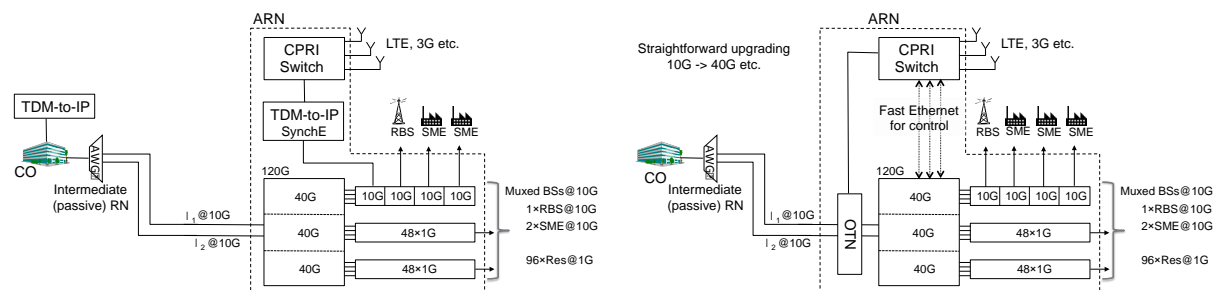 ARN
CPRI
Switch
LTE, 3G etc.
TDM-to-IP
TDM-to-IP
SynchE
RBS
SME
SME
CO
AWG
Intermediate
(passive) RN
120G
40G
10G 10G 10G 10G
l 1 @10G
40G
48×1G
l 2 @10G
40G
48×1G
Muxed BSs@10G
1×RBS@10G
2×SME@10G
96×Res@1G
ARN
Straightforward upgrading
10G -> 40G etc.
CPRI
Switch
LTE, 3G etc.
Fast Ethernet
for control
RBS
SME
SME
SME
CO
AWG
Intermediate
(passive) RN
120G
40G
10G 10G 10G 10G
l 1 @10G
OTN
40G
48×1G
l 2 @10G
40G
48×1G
Muxed BSs@10G
1×RBS@10G
2×SME@10G
96×Res@1G